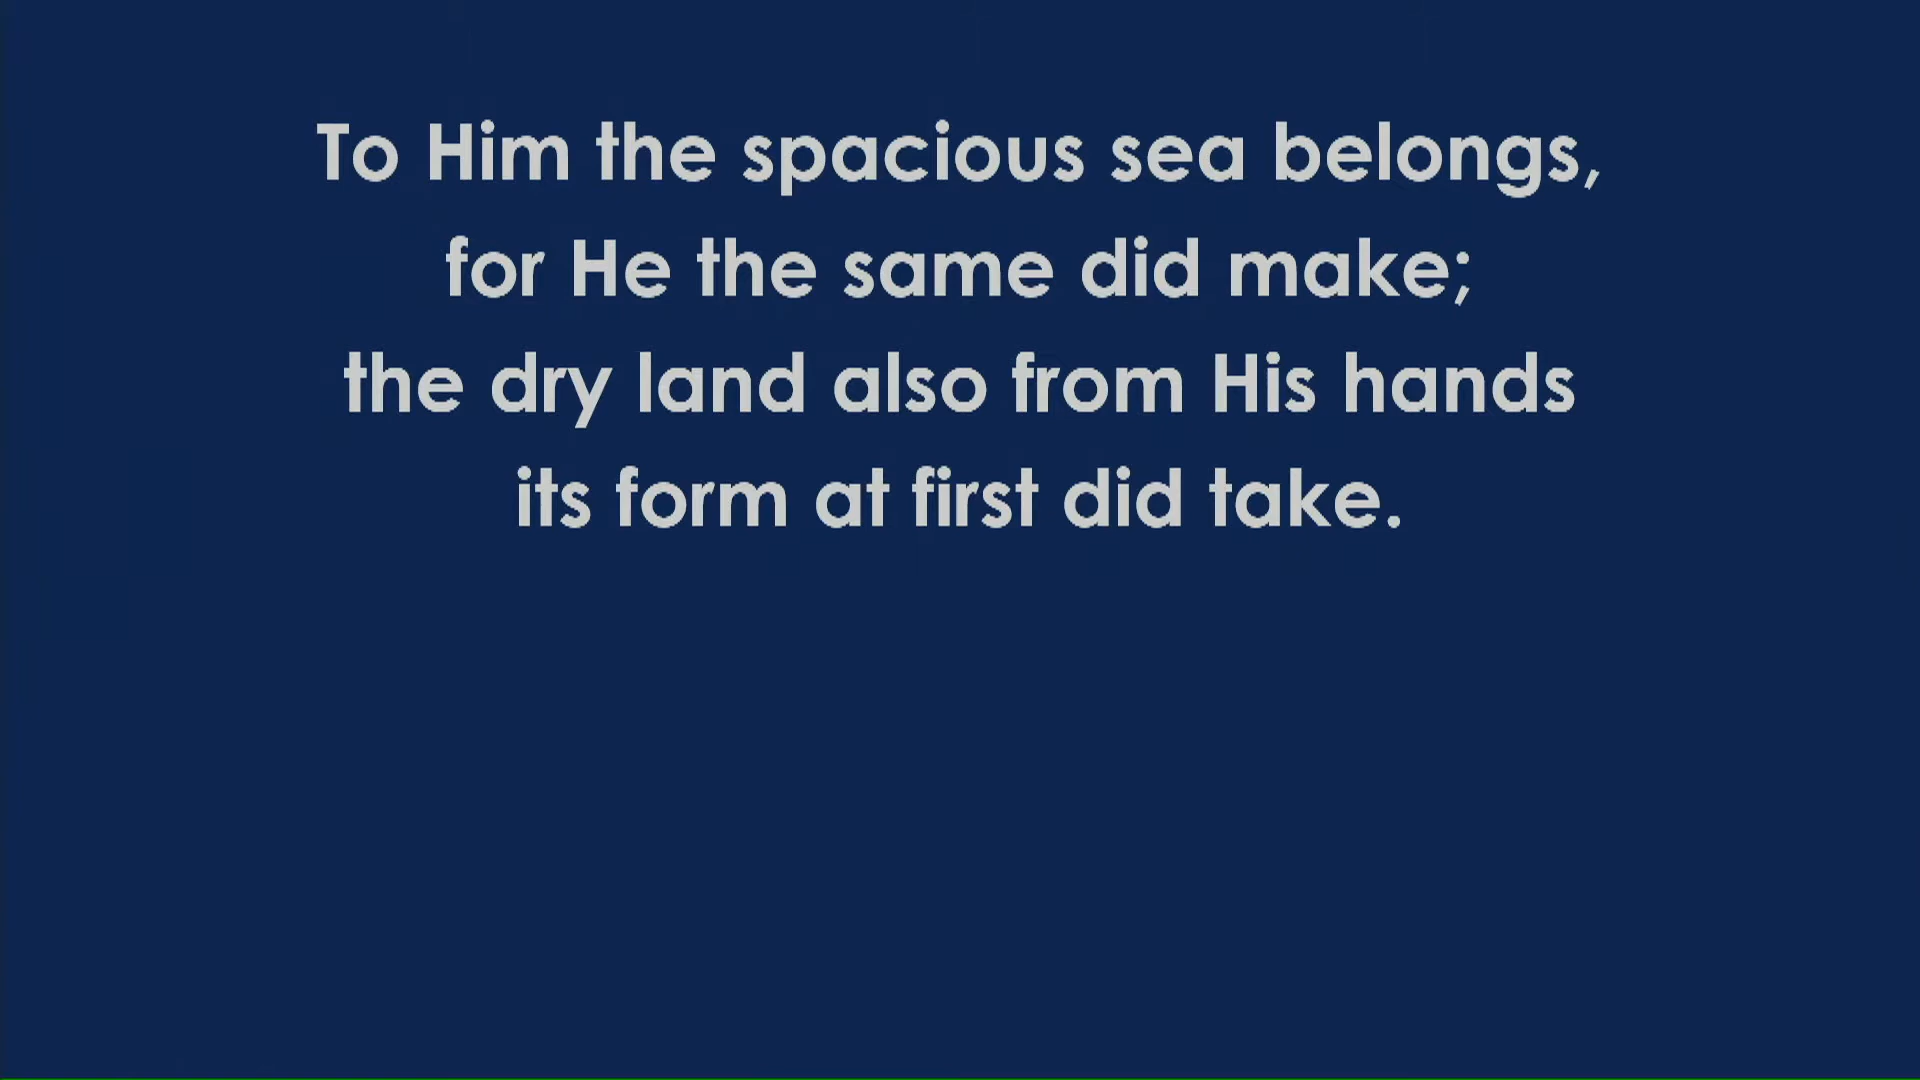 To Him the spacious sea belongs,
for He the same did make;
the dry land also from His hands
its form at first did take.